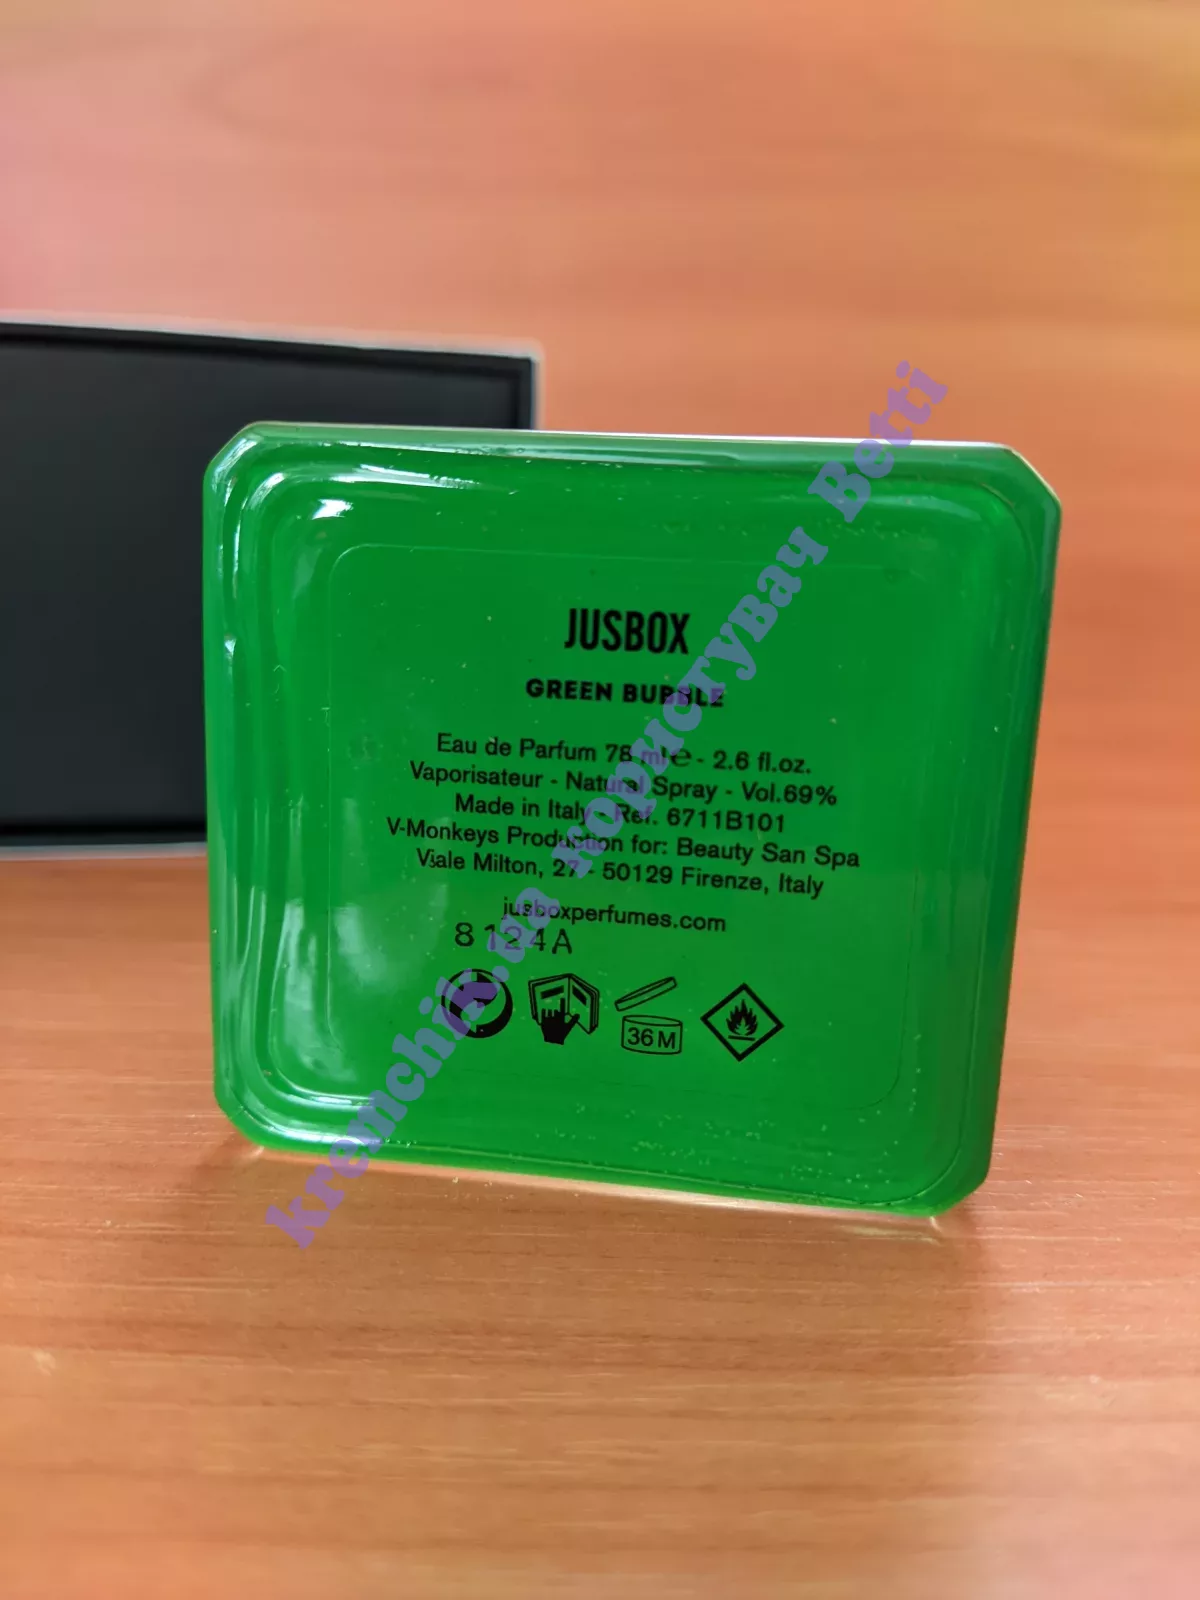 JUSBOX
GREEN BUBBLE
Eau de Parfum 78 ml ℮ - 2.6 fl.oz.
Vaporisateur - Natural Spray - Vol.69%
Made in Italy - Ref. 6711B101
V-Monkeys Production for: Beauty San Spa
Viale Milton, 27 - 50129 Firenze, Italy
jusboxperfumes.com
8124A
36 M
kremchik.ua користуВач Betti